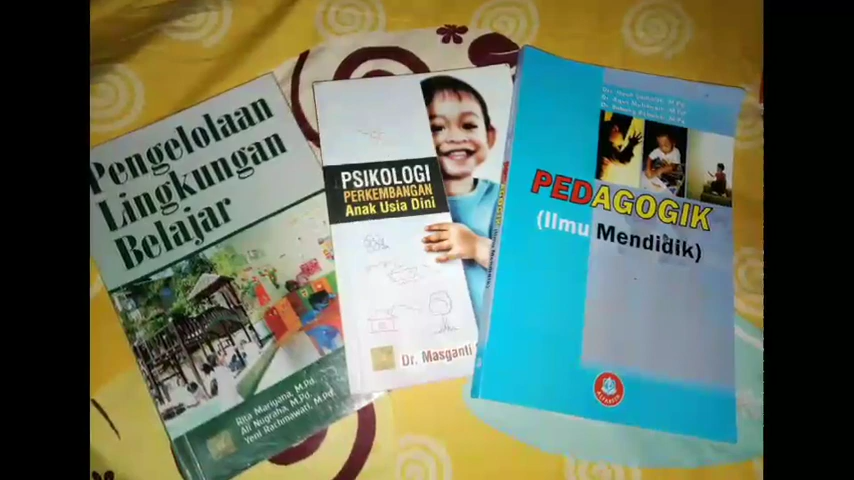 Pengelolaan
Lingkungan
Belajar
Rita Mariyana, M.Pd.
Ali Nugraha, M.Pd.
Yeni Rachmawati, M.Pd.
PSIKOLOGI
PERKEMBANGAN
Anak Usia Dini
Dr. Masganti
PEDAGOGIK
(Ilmu Mendidik)
ALFABETA